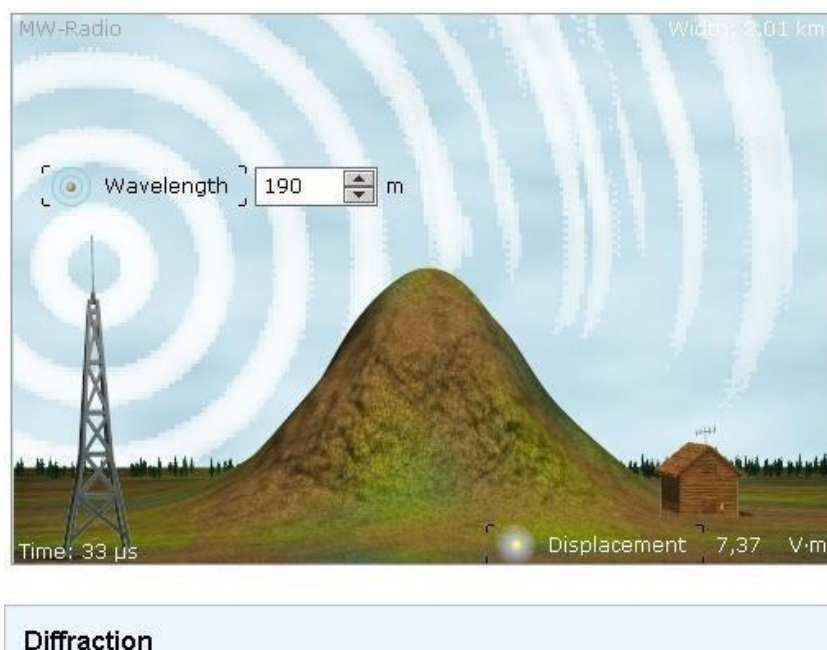 MW-Radio
Width: 2.01 km
Wavelength 190 m
Time: 33 µs
Displacement 7,37 V·m
Diffraction